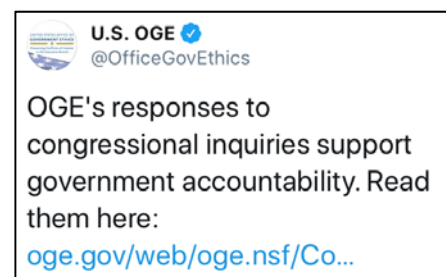 U.S. OGE
@OfficeGovEthics
OGE's responses to
congressional inquiries support
government accountability. Read
them here:
oge.gov/web/oge.nsf/Co...